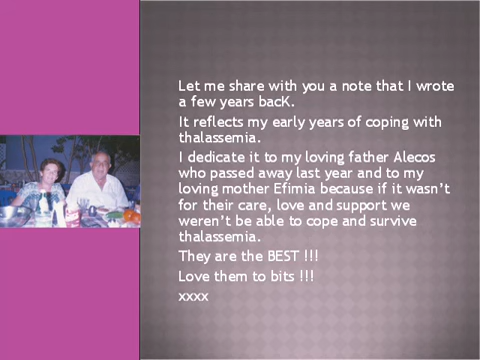 Let me share with you a note that I wrote
a few years bacK.
It reflects my early years of coping with
thalassemia.
I dedicate it to my loving father Alecos
who passed away last year and to my
loving mother Efimia because if it wasn't
for their care, love and support we
weren't be able to cope and survive
thalassemia.
They are the BEST !!!
Love them to bits !!!
xxxx